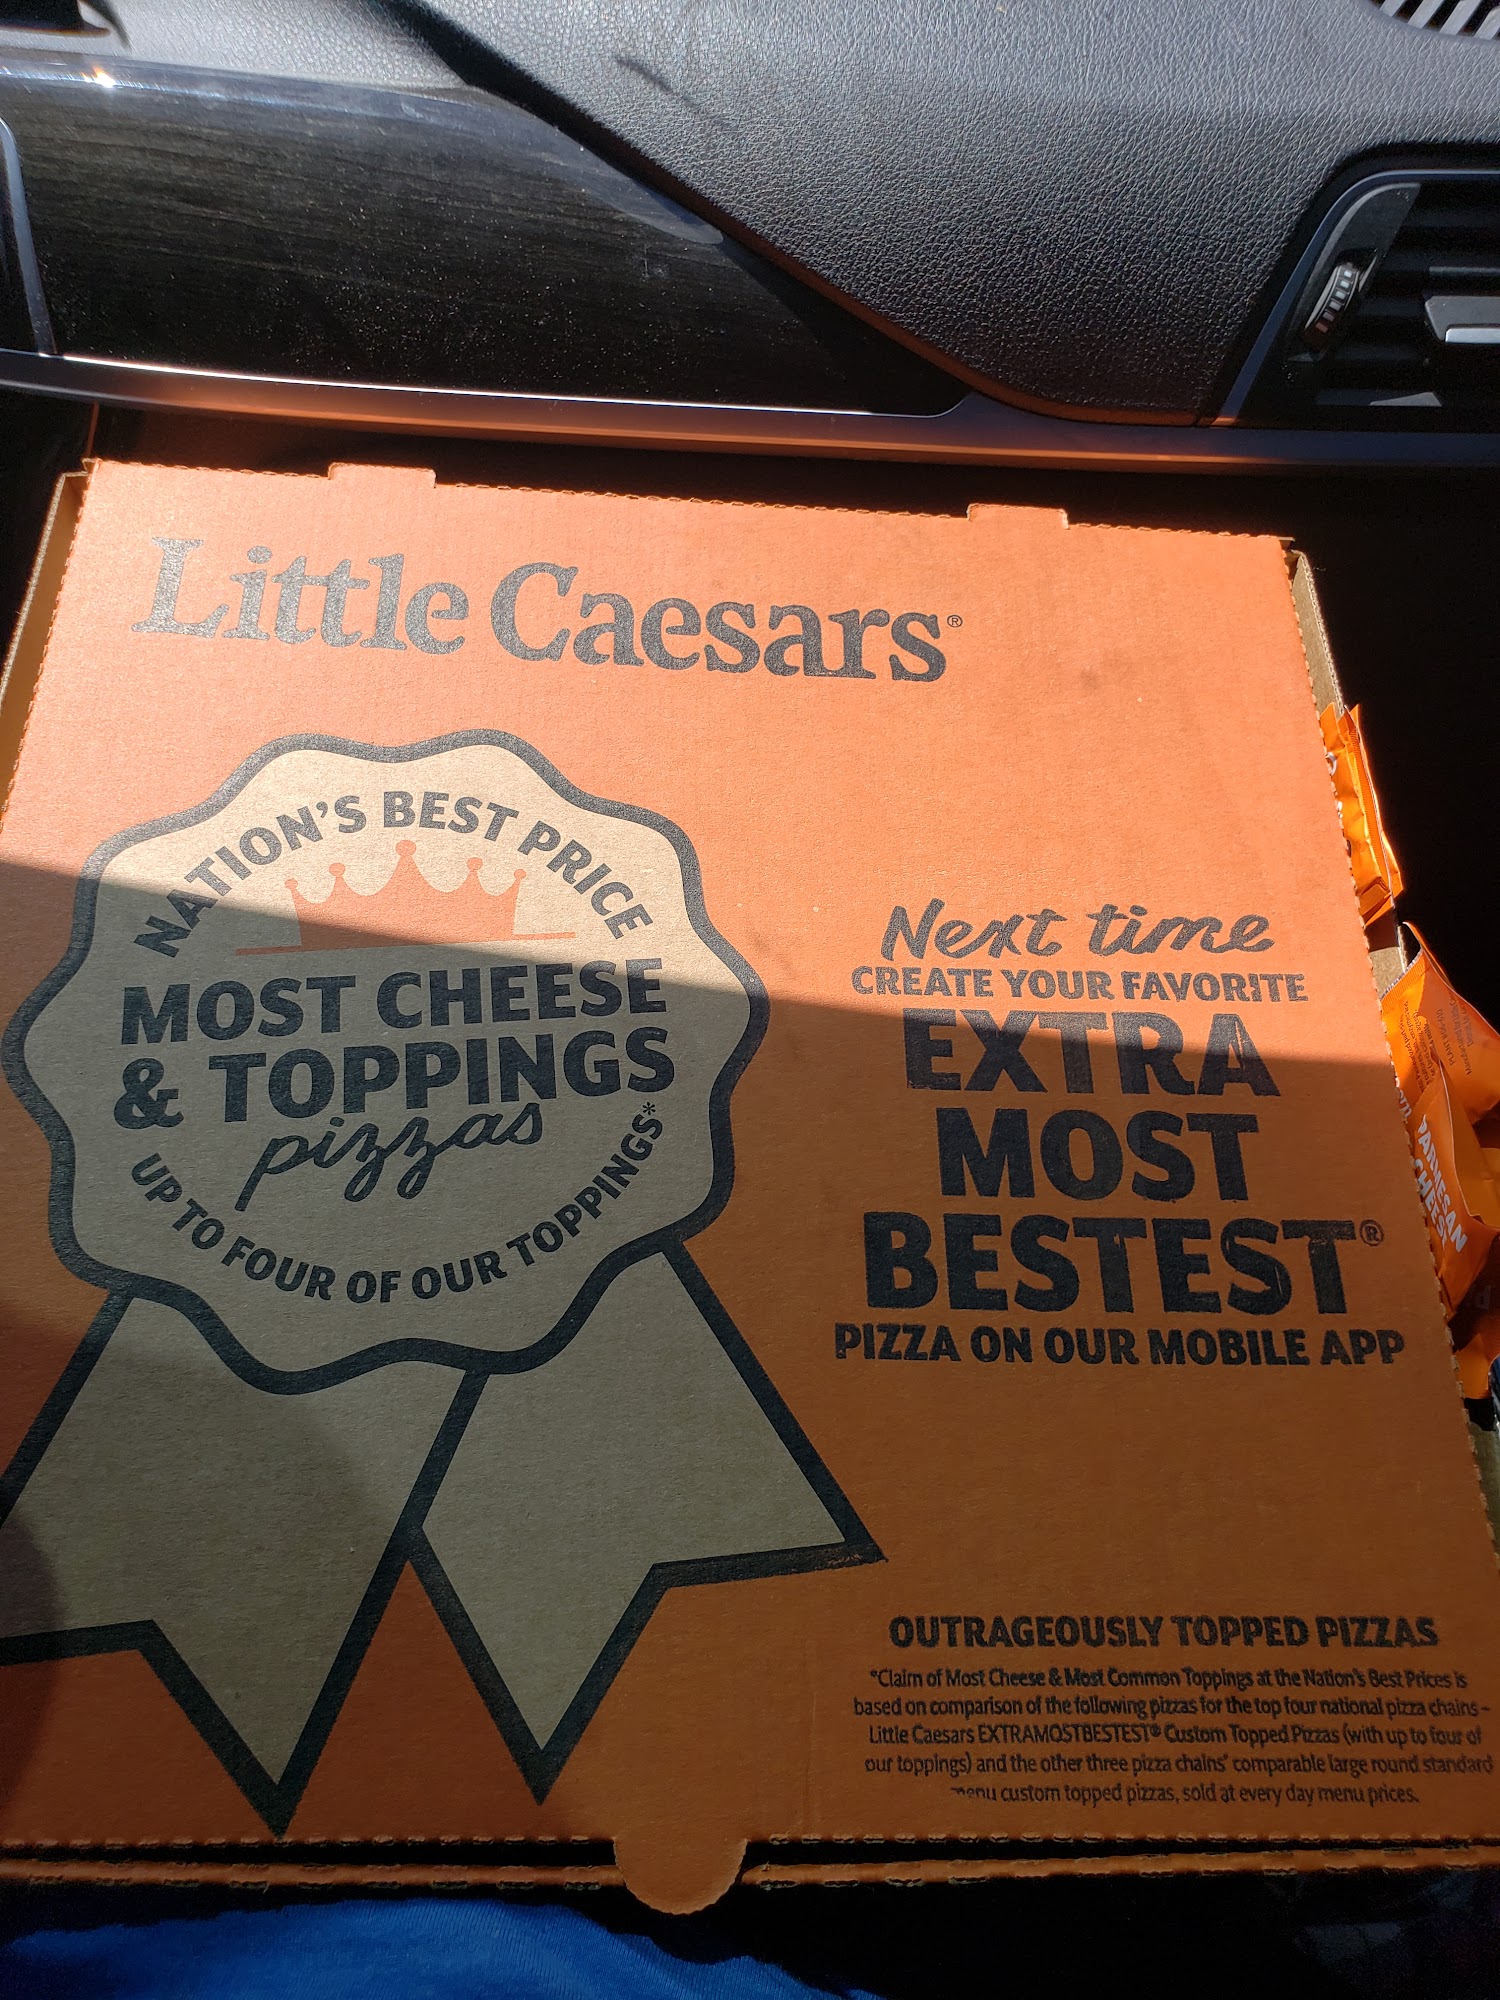 Little Caesars®
NATION'S BEST PRICE
MOST CHEESE
& TOPPINGS
pizzas
UP TO FOUR OF OUR TOPPINGS*
Next time
CREATE YOUR FAVORITE
EXTRA
MOST
BESTEST®
PIZZA ON OUR MOBILE APP
OUTRAGEOUSLY TOPPED PIZZAS
*Claim of Most Cheese & Most Common Toppings at the Nation's Best Prices is
based on comparison of the following pizzas for the top four national pizza chains–
Little Caesars EXTRAMOSTBESTEST® Custom Topped Pizzas (with up to four of
our toppings) and the other three pizza chains' comparable large round standard
menu custom topped pizzas, sold at every day menu prices.
PARMESAN
CHEESE